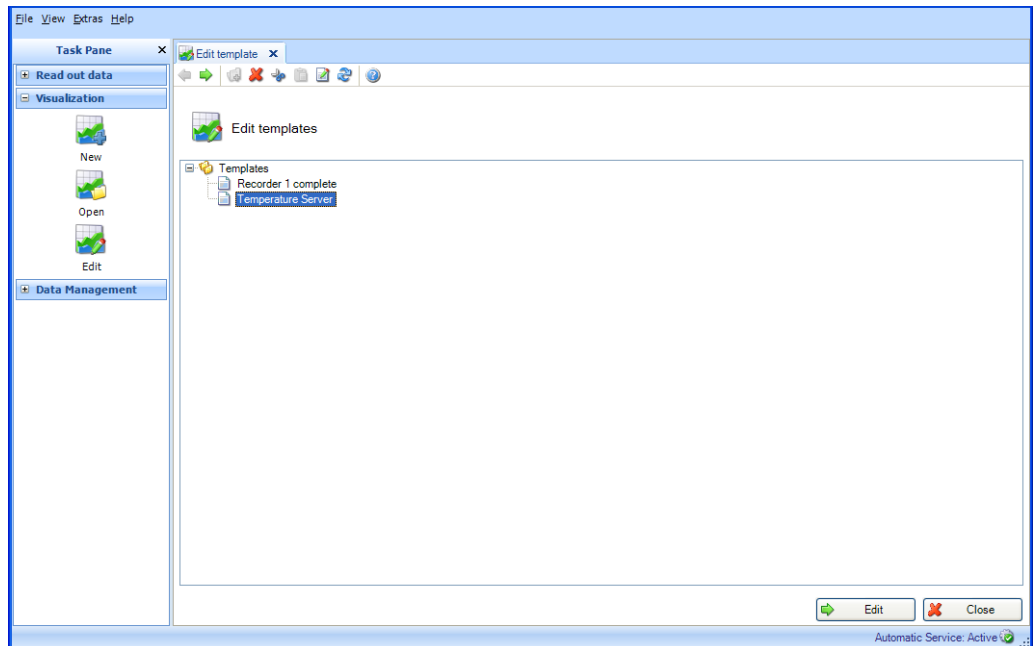 File View Extras Help
Task Pane
Read out data
Visualization
New
Open
Edit
Data Management
Edit template
Edit templates
Templates
Recorder 1 complete
Temperature Server
Edit
Close
Automatic Service: Active